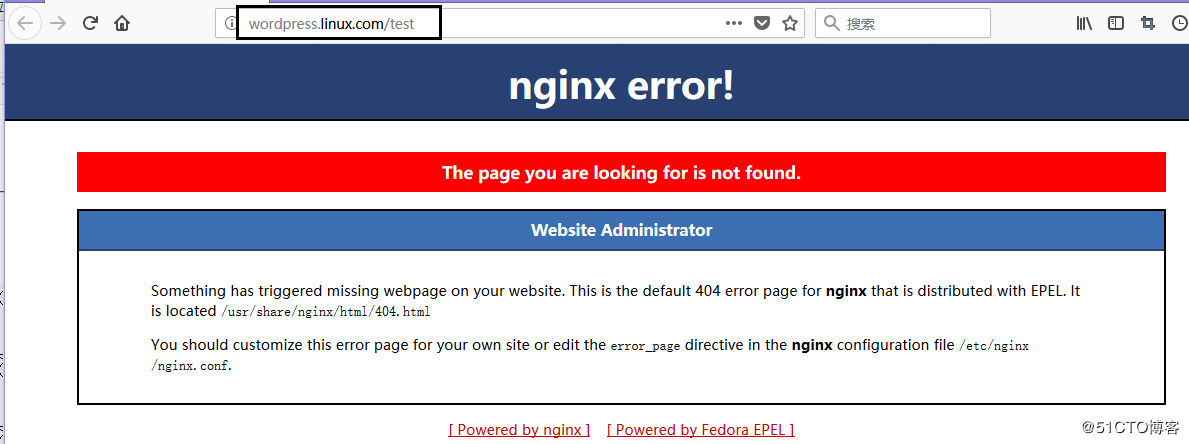 wordpress.linux.com/test
搜索
nginx error!
The page you are looking for is not found.
Website Administrator
Something has triggered missing webpage on your website. This is the default 404 error page for nginx that is distributed with EPEL. It
is located /usr/share/nginx/html/404.html
You should customize this error page for your own site or edit the error_page directive in the nginx configuration file /etc/nginx
/nginx.conf.
[ Powered by nginx ] [ Powered by Fedora EPEL ]
@51CTO博客